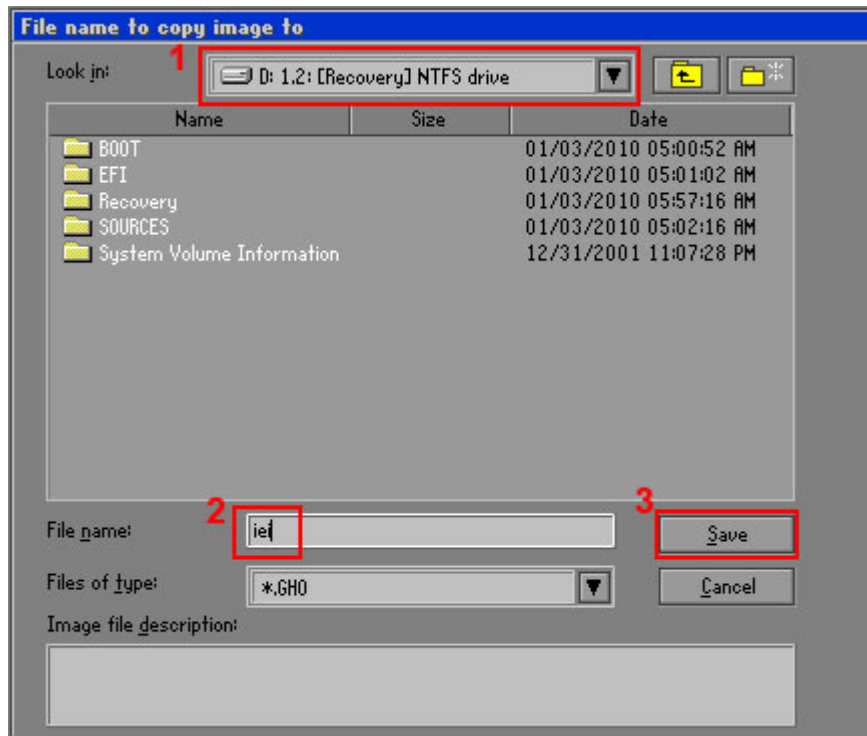 File name to copy image to
Look in: 1 D: 1.2: [Recovery] NTFS drive
Name Size Date
BOOT 01/03/2010 05:00:52 AM
EFI 01/03/2010 05:01:02 AM
Recovery 01/03/2010 05:57:16 AM
SOURCES 01/03/2010 05:02:16 AM
System Volume Information 12/31/2001 11:07:28 PM
File name: 2 iei 3 Save
Files of type: *.GHO Cancel
Image file description: